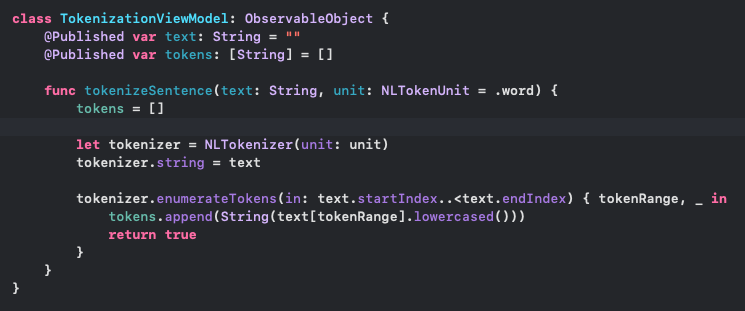 class TokenizationViewModel: ObservableObject {
    @Published var text: String = ""
    @Published var tokens: [String] = []

    func tokenizeSentence(text: String, unit: NLTokenUnit = .word) {
        tokens = []

        let tokenizer = NLTokenizer(unit: unit)
        tokenizer.string = text

        tokenizer.enumerateTokens(in: text.startIndex..<text.endIndex) { tokenRange, _ in
            tokens.append(String(text[tokenRange].lowercased()))
            return true
        }
    }
}